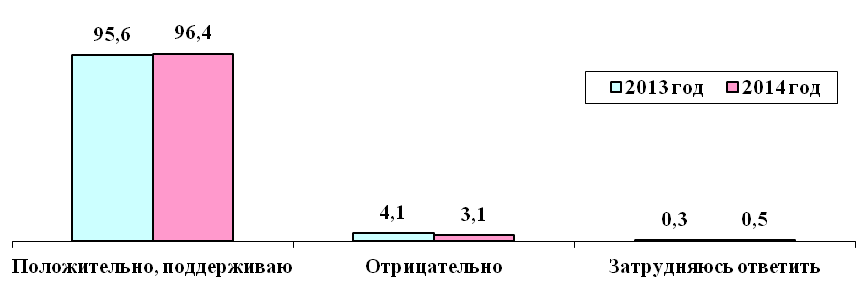 95,6 96,4
2013 год 2014 год
4,1 3,1 0,3 0,5
Положительно, поддерживаю Отрицательно Затрудняюсь ответить